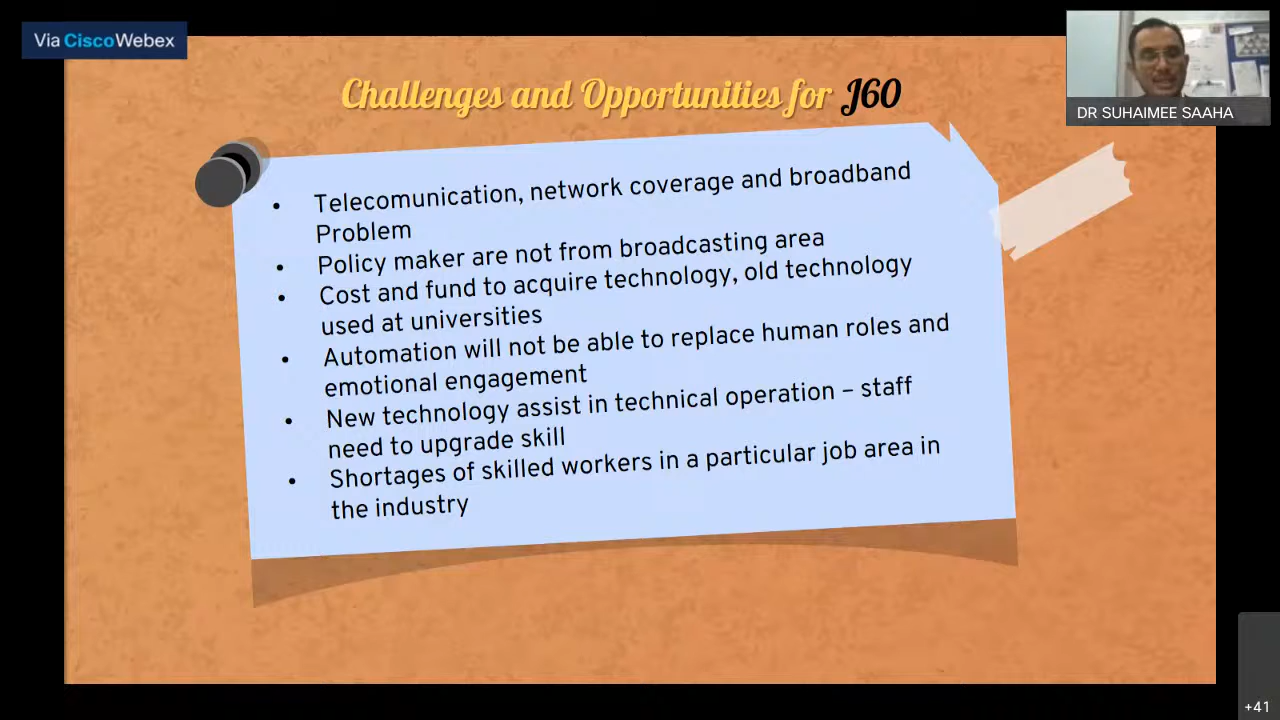 Via CiscoWebex
DR SUHAIMEE SAAHA
Challenges and Opportunities for J60
• Telecomunication, network coverage and broadband
Problem
• Policy maker are not from broadcasting area
• Cost and fund to acquire technology, old technology
used at universities
• Automation will not be able to replace human roles and
emotional engagement
• New technology assist in technical operation – staff
need to upgrade skill
• Shortages of skilled workers in a particular job area in
the industry
+41